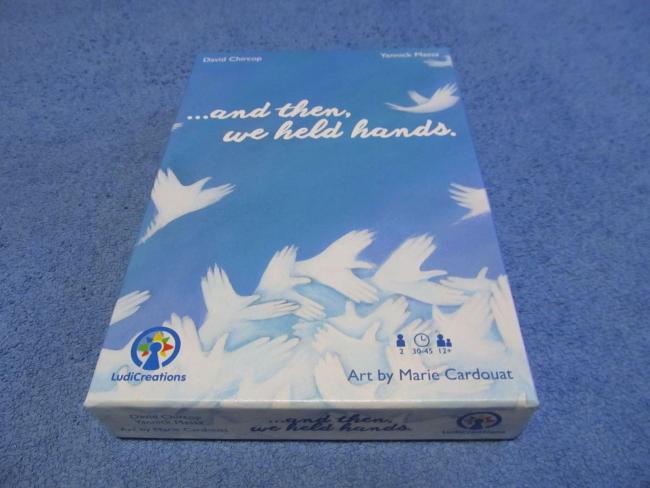 David Chircop
Yannick Massa
...and then,
we held hands.
2 30-45 12+
LudiCreations
Art by Marie Cardouat
David Chircop
Yannick Massa
Art by Marie Cardouat
...and then,
we held hands.
LudiCreations